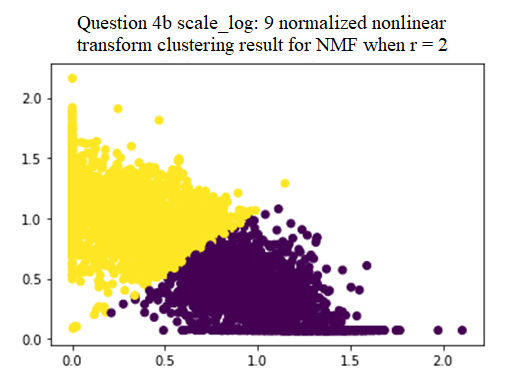 Question 4b scale_log: 9 normalized nonlinear
transform clustering result for NMF when r = 2
2.0
1.5
1.0
0.5
0.0
0.0 0.5 1.0 1.5 2.0